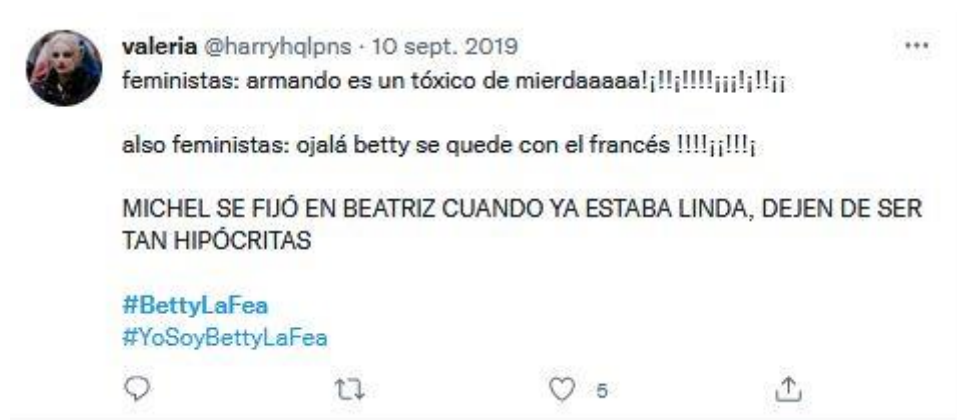 valeria @harryhqlpns · 10 sept. 2019
feministas: armando es un tóxico de mierdaaaaa!¡!!¡!!!!¡¡¡!¡!!¡¡
also feministas: ojalá betty se quede con el francés !!!!¡¡!!!¡
MICHEL SE FIJÓ EN BEATRIZ CUANDO YA ESTABA LINDA, DEJEN DE SER
TAN HIPÓCRITAS
#BettyLaFea
#YoSoyBettyLaFea
5